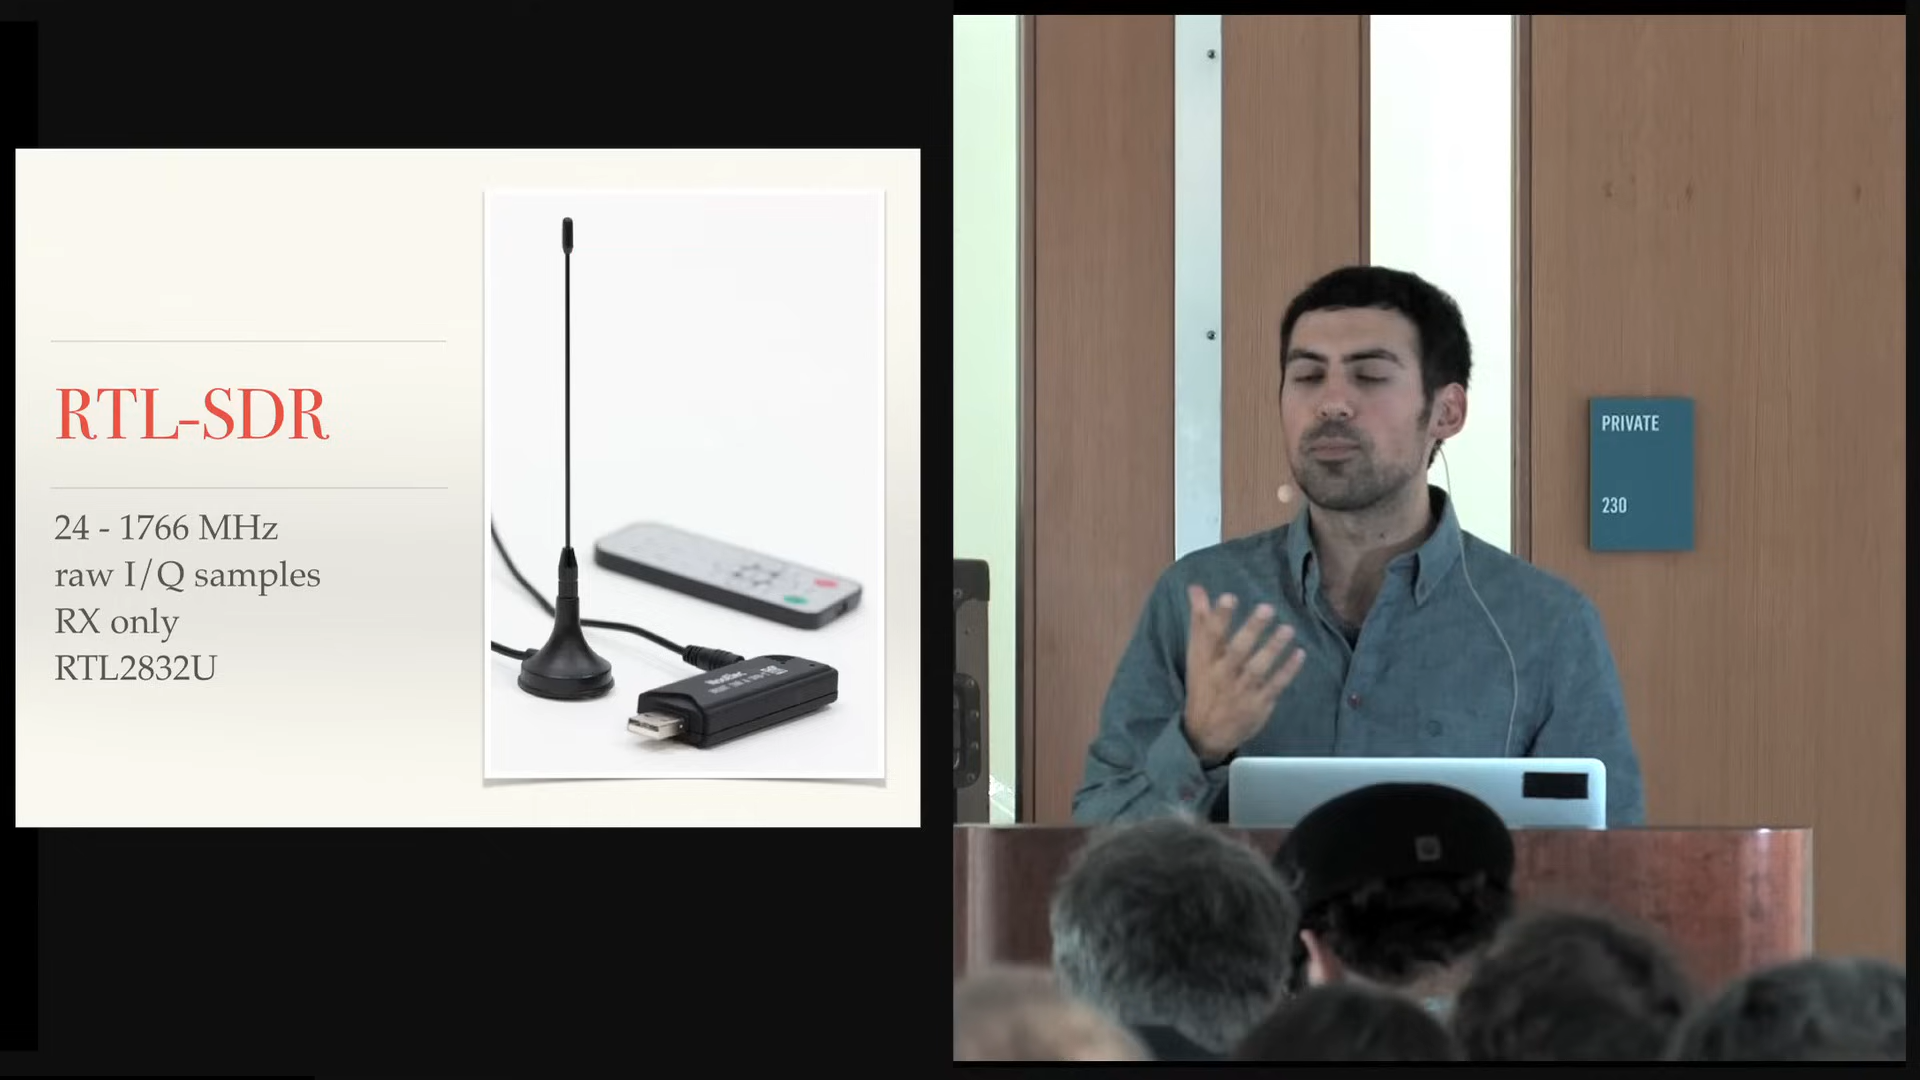 RTL-SDR
24 - 1766 MHz
raw I/Q samples
RX only
RTL2832U
PRIVATE
230